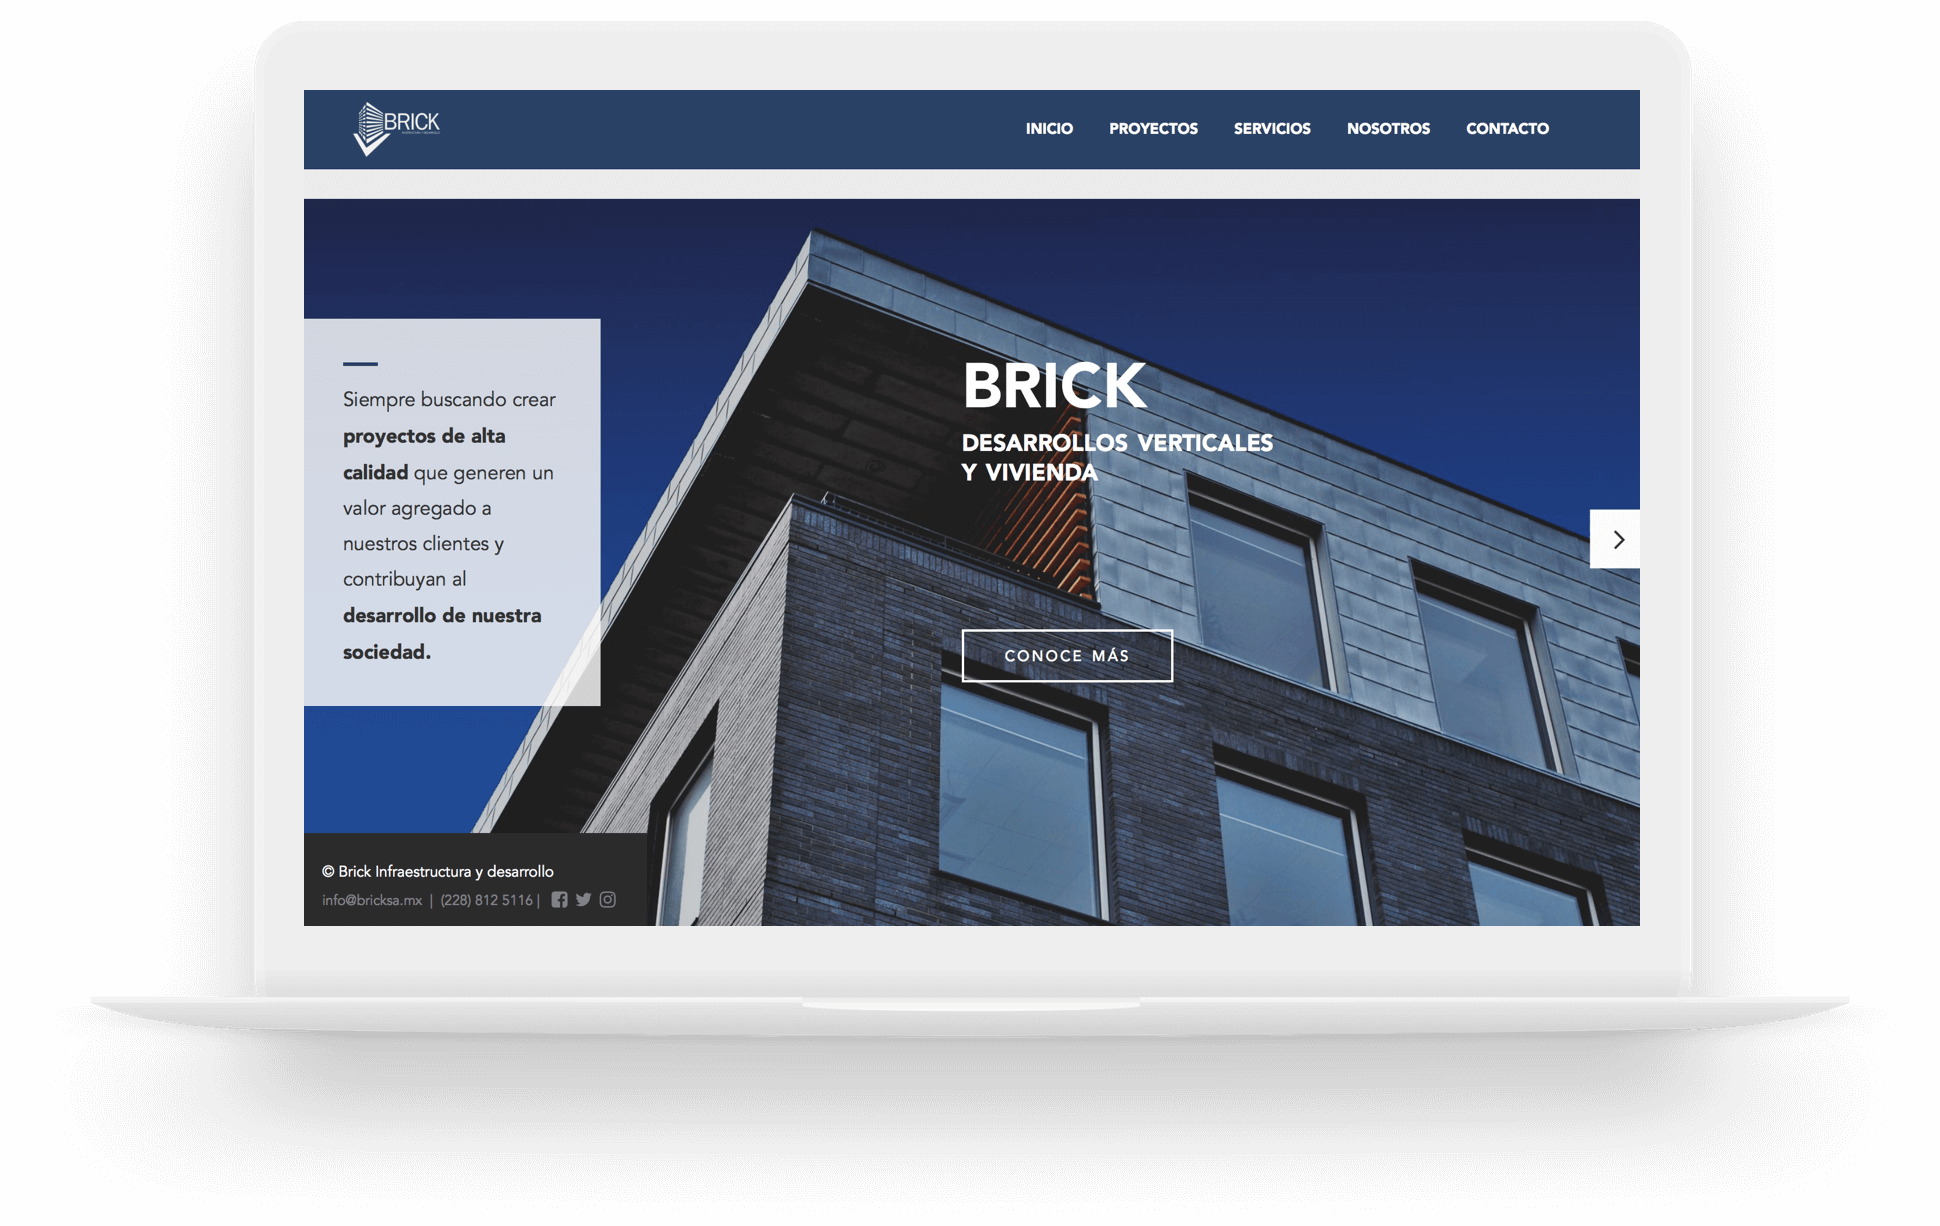 BRICK
INICIO PROYECTOS SERVICIOS NOSOTROS CONTACTO
Siempre buscando crear
proyectos de alta
calidad que generen un
valor agregado a
nuestros clientes y
contribuyan al
desarrollo de nuestra
sociedad.
BRICK
DESARROLLOS VERTICALES
Y VIVIENDA
CONOCE MÁS
© Brick Infraestructura y desarrollo
info@bricksa.mx | (228) 812 5116 |